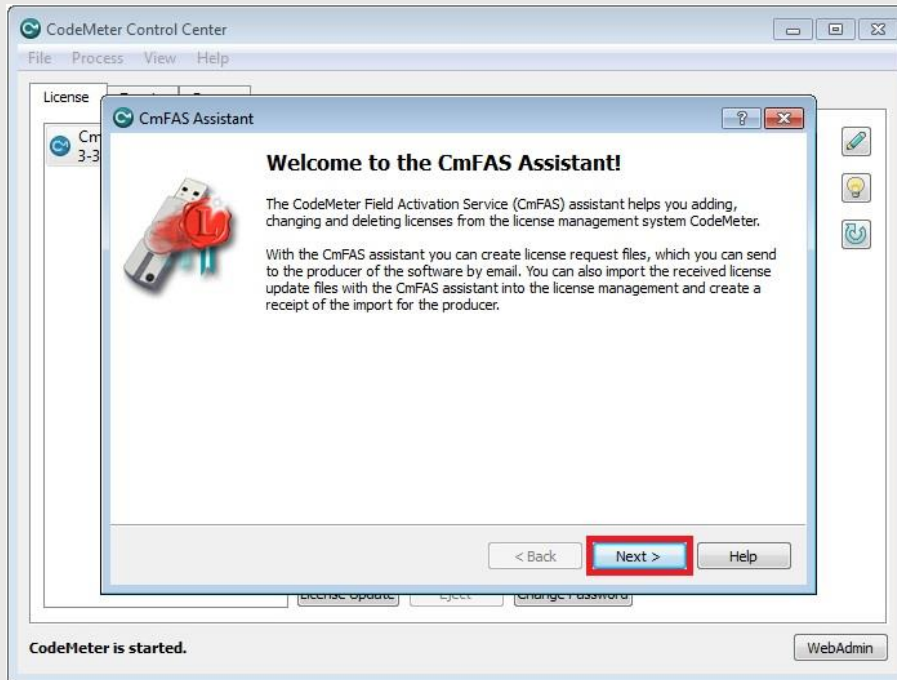 CodeMeter Control Center
File Process View Help
License
Cm
3-3
CmFAS Assistant
Welcome to the CmFAS Assistant!
The CodeMeter Field Activation Service (CmFAS) assistant helps you adding,
changing and deleting licenses from the license management system CodeMeter.
With the CmFAS assistant you can create license request files, which you can send
to the producer of the software by email. You can also import the received license
update files with the CmFAS assistant into the license management and create a
receipt of the import for the producer.
L
< Back Next > Help
License Update Eject Change Password
CodeMeter is started.
WebAdmin